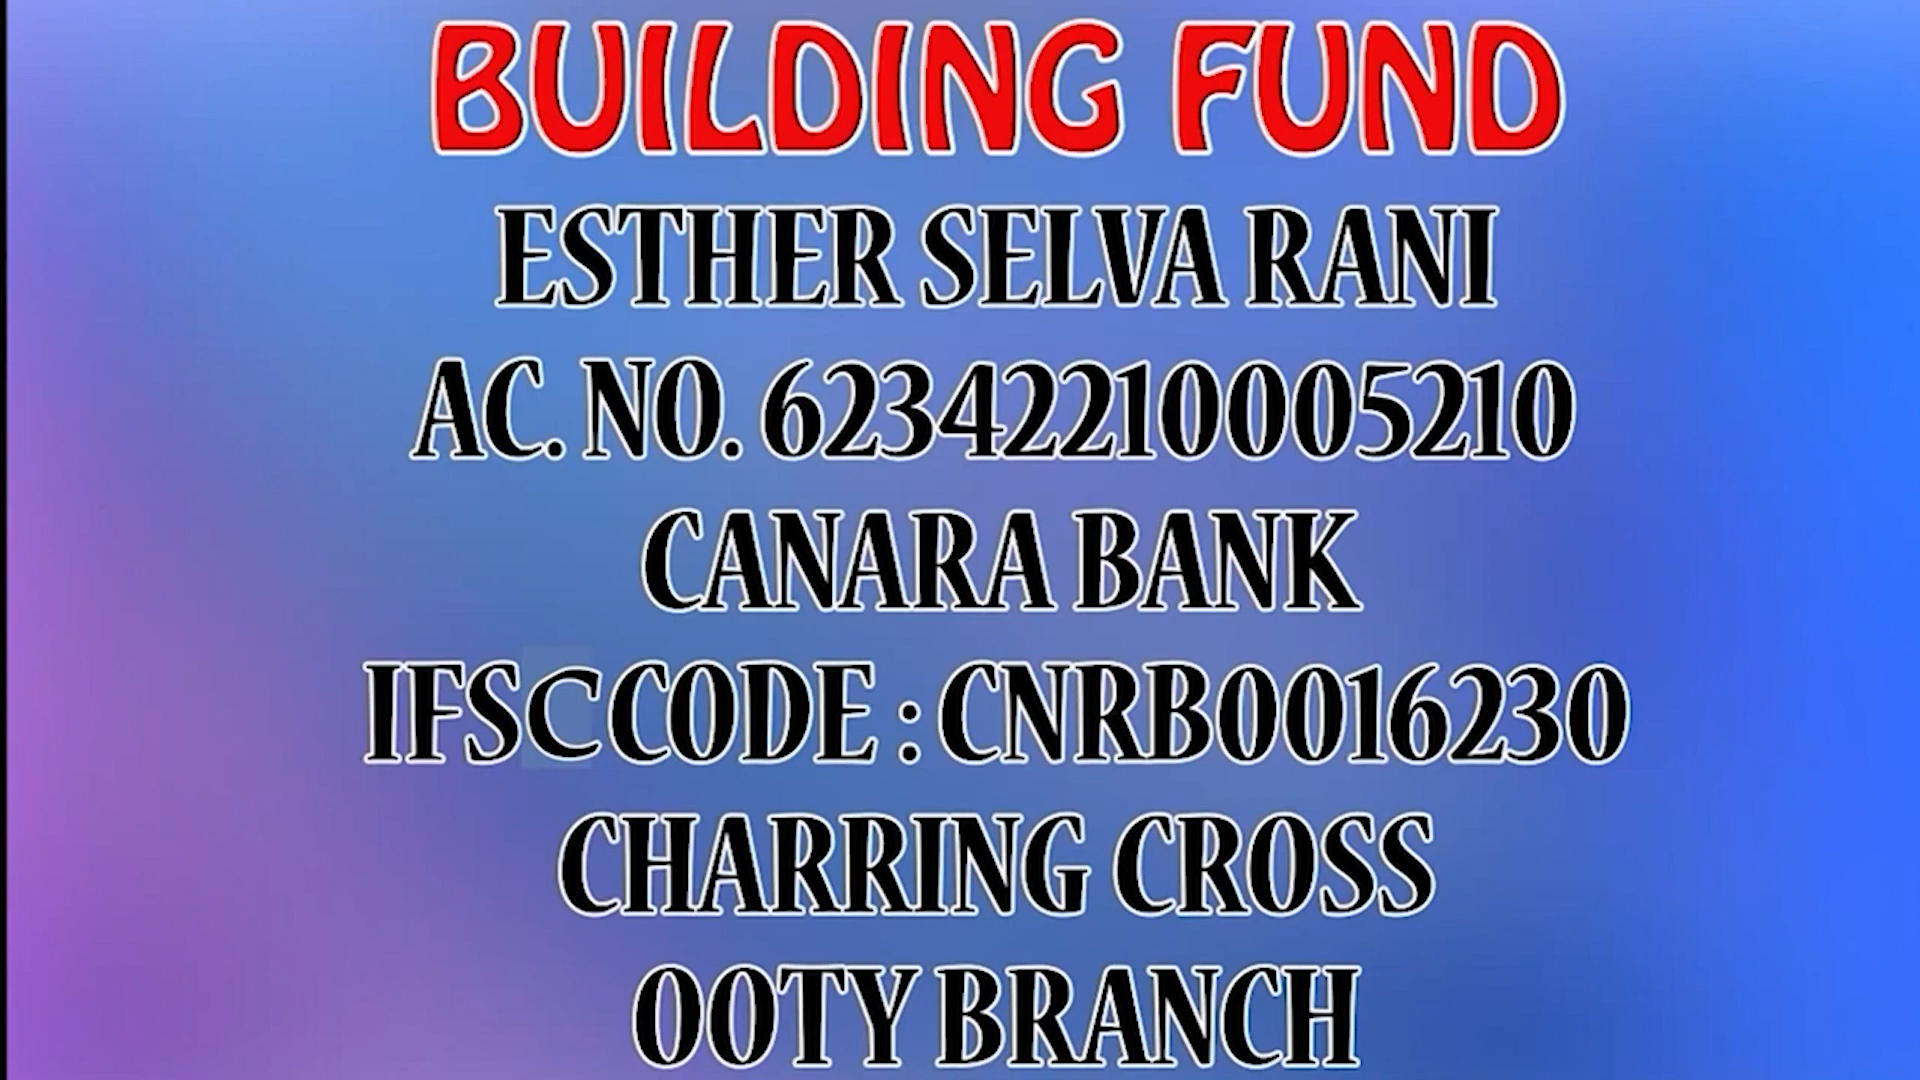 BUILDING FUND
ESTHER SELVA RANI
AC. NO. 62342210005210
CANARA BANK
IFSC CODE : CNRB0016230
CHARRING CROSS
OOTY BRANCH